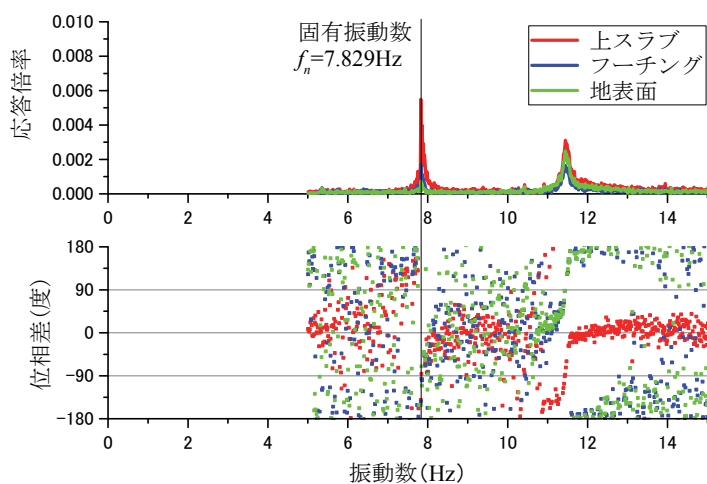 0.010
0.008
0.006
0.004
0.002
0.000
応答倍率
固有振動数
fn=7.829Hz
上スラブ
フーチング
地表面
0 2 4 6 8 10 12 14
180
90
0
-90
-180
位相差(度)
0 2 4 6 8 10 12 14
振動数(Hz)